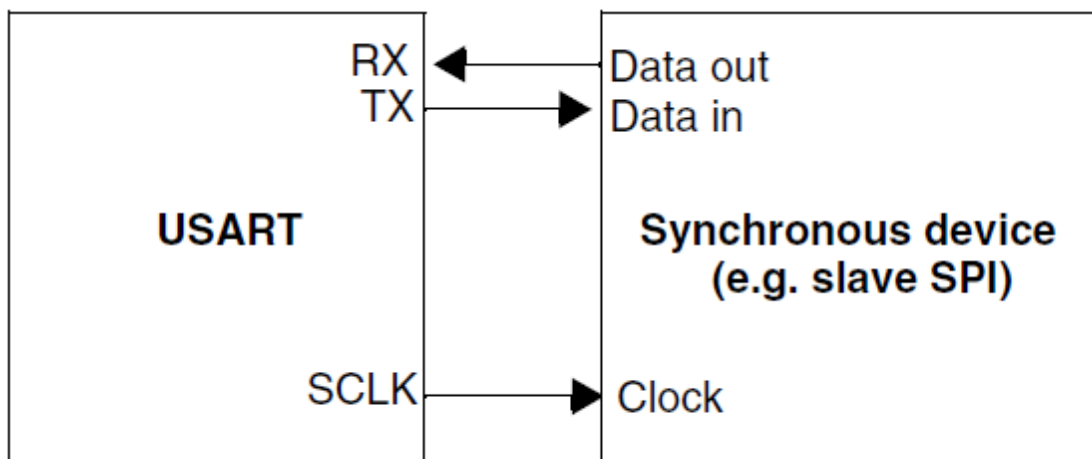 RX
Data out
TX
Data in
USART
Synchronous device
(e.g. slave SPI)
SCLK
Clock